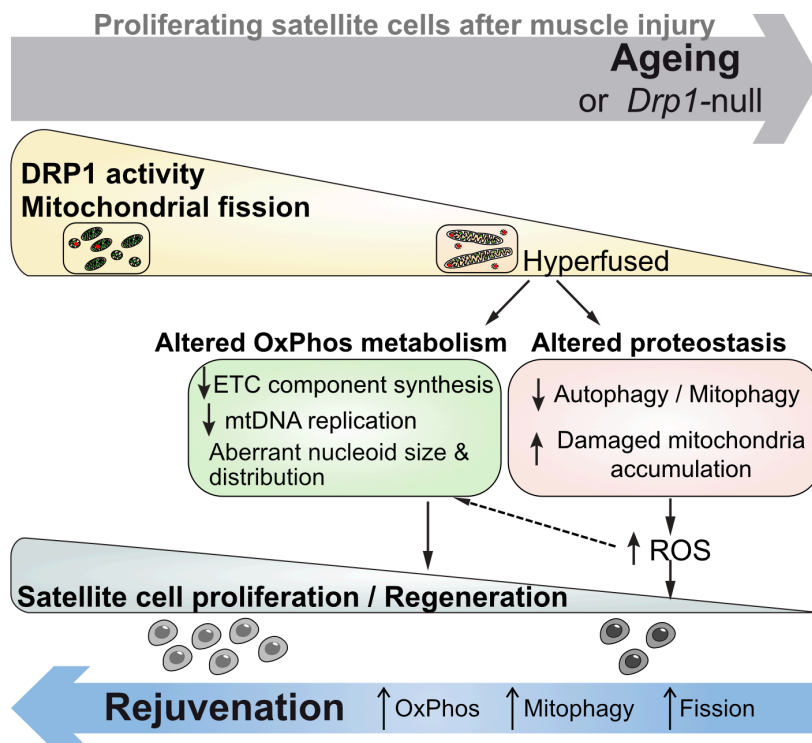 Proliferating satellite cells after muscle injury
Ageing
or Drp1-null
DRP1 activity
Mitochondrial fission
Hyperfused
Altered OxPhos metabolism
↓ ETC component synthesis
↓ mtDNA replication
Aberrant nucleoid size &
distribution
Altered proteostasis
↓ Autophagy / Mitophagy
↑ Damaged mitochondria
accumulation
↑ ROS
Satellite cell proliferation / Regeneration
Rejuvenation ↑ OxPhos ↑ Mitophagy ↑ Fission